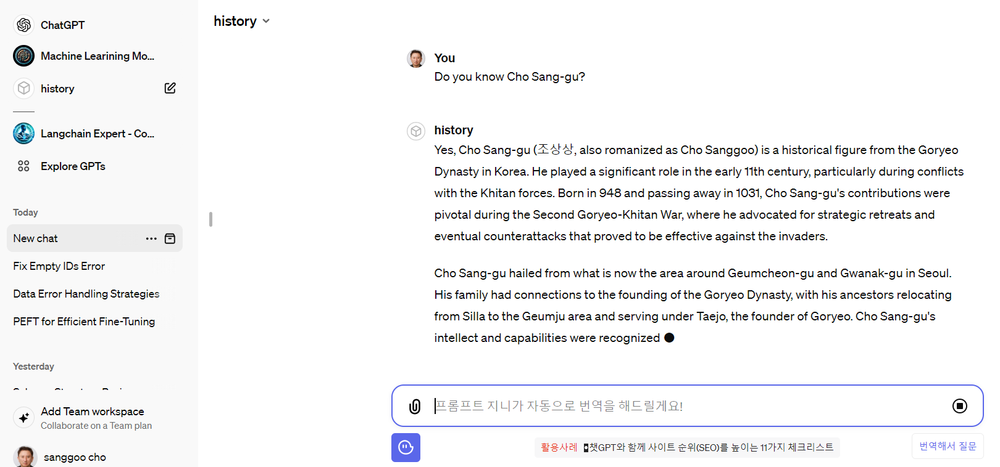 ChatGPT
Machine Learining Mo...
history
Langchain Expert - Co...
Explore GPTs
Today
New chat
Fix Empty IDs Error
Data Error Handling Strategies
PEFT for Efficient Fine-Tuning
Yesterday
Add Team workspace
Collaborate on a Team plan
sanggoo cho
history
You
Do you know Cho Sang-gu?
history
Yes, Cho Sang-gu (조상상, also romanized as Cho Sanggoo) is a historical figure from the Goryeo
Dynasty in Korea. He played a significant role in the early 11th century, particularly during conflicts
with the Khitan forces. Born in 948 and passing away in 1031, Cho Sang-gu's contributions were
pivotal during the Second Goryeo-Khitan War, where he advocated for strategic retreats and
eventual counterattacks that proved to be effective against the invaders.
Cho Sang-gu hailed from what is now the area around Geumcheon-gu and Gwanak-gu in Seoul.
His family had connections to the founding of the Goryeo Dynasty, with his ancestors relocating
from Silla to the Geumju area and serving under Taejo, the founder of Goryeo. Cho Sang-gu's
intellect and capabilities were recognized
프롬프트 지니가 자동으로 번역을 해드릴게요!
활용사례 챗GPT와 함께 사이트 순위(SEO)를 높이는 11가지 체크리스트
번역해서 질문